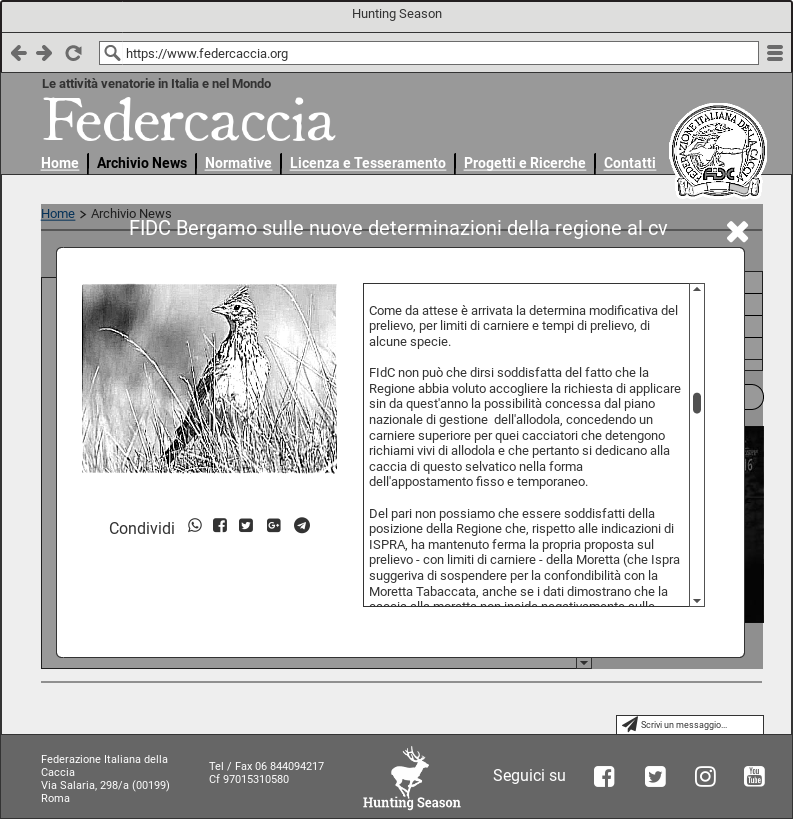 Hunting Season
https://www.federcaccia.org
Le attività venatorie in Italia e nel Mondo
Federcaccia
FEDERAZIONE ITALIANA DELLA CACCIA
FIDC
Home
Archivio News
Normative
Licenza e Tesseramento
Progetti e Ricerche
Contatti
Home > Archivio News
FIDC Bergamo sulle nuove determinazioni della regione al cv
Come da attese è arrivata la determina modificativa del
prelievo, per limiti di carniere e tempi di prelievo, di
alcune specie.
FIdC non può che dirsi soddisfatta del fatto che la
Regione abbia voluto accogliere la richiesta di applicare
sin da quest'anno la possibilità concessa dal piano
nazionale di gestione  dell'allodola, concedendo un
carniere superiore per quei cacciatori che detengono
richiami vivi di allodola e che pertanto si dedicano alla
caccia di questo selvatico nella forma
dell'appostamento fisso e temporaneo.
Del pari non possiamo che essere soddisfatti della
posizione della Regione che, rispetto alle indicazioni di
ISPRA, ha mantenuto ferma la propria proposta sul
prelievo - con limiti di carniere - della Moretta (che Ispra
suggeriva di sospendere per la confondibilità con la
Moretta Tabaccata, anche se i dati dimostrano che la
Condividi
16
Scrivi un messaggio...
Federazione Italiana della
Caccia
Via Salaria, 298/a (00199)
Roma
Tel / Fax 06 844094217
Cf 97015310580
Hunting Season
Seguici su
You
Tube